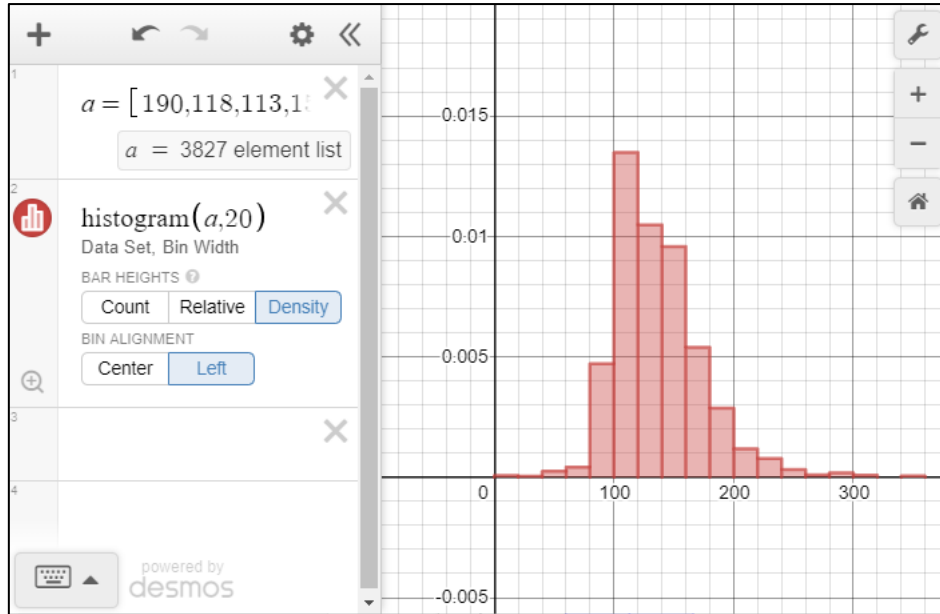 1
a = [190,118,113,1
a = 3827 element list
2
histogram(a,20)
Data Set, Bin Width
BAR HEIGHTS
Count Relative Density
BIN ALIGNMENT
Center Left
3
4
powered by
desmos
0.015
0.01
0.005
0 100 200 300
-0.005